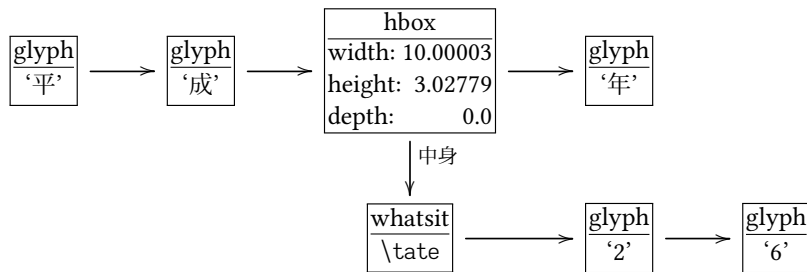 hbox
glyph glyph width: 10.00003 glyph
‘平’ ‘成’ height: 3.02779 ‘年’
depth: 0.0
中身
whatsit glyph glyph
\tate ‘2’ ‘6’